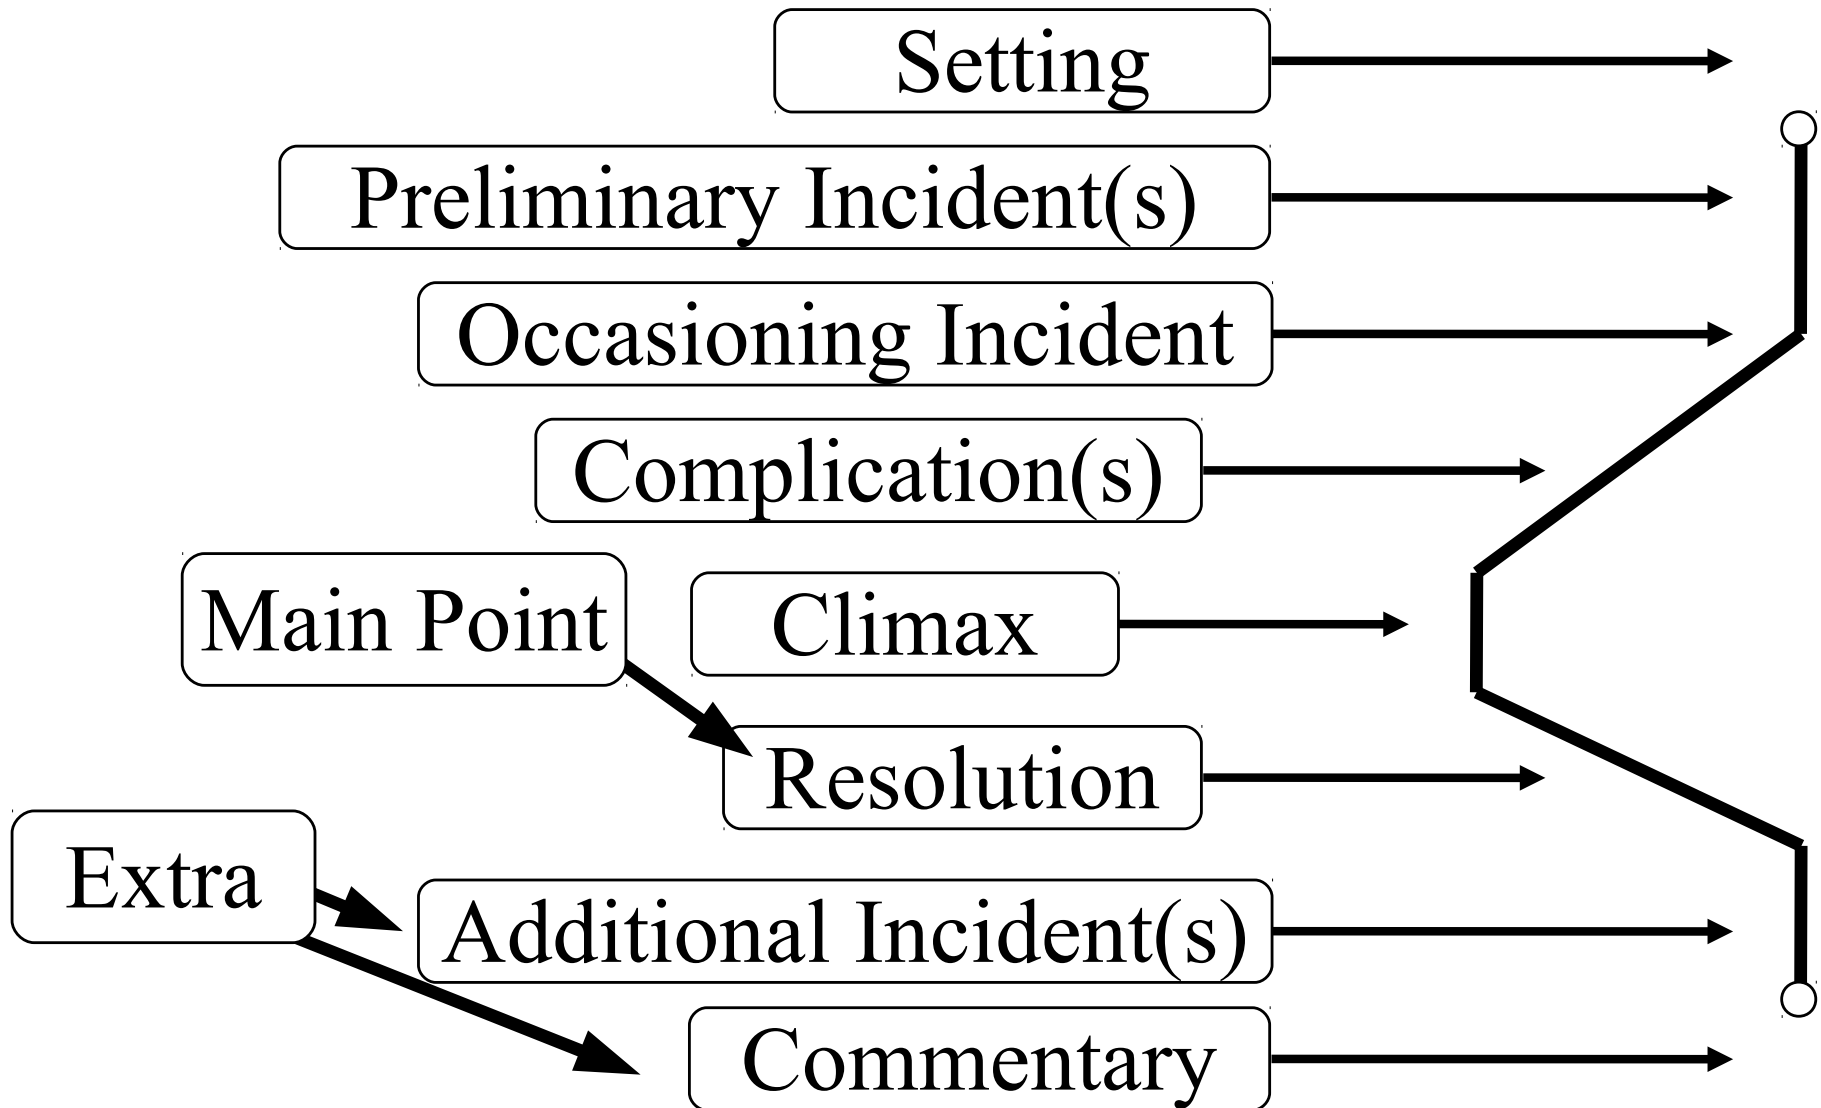 Setting
Preliminary Incident(s)
Occasioning Incident
Complication(s)
Main Point
Climax
Resolution
Extra
Additional Incident(s)
Commentary